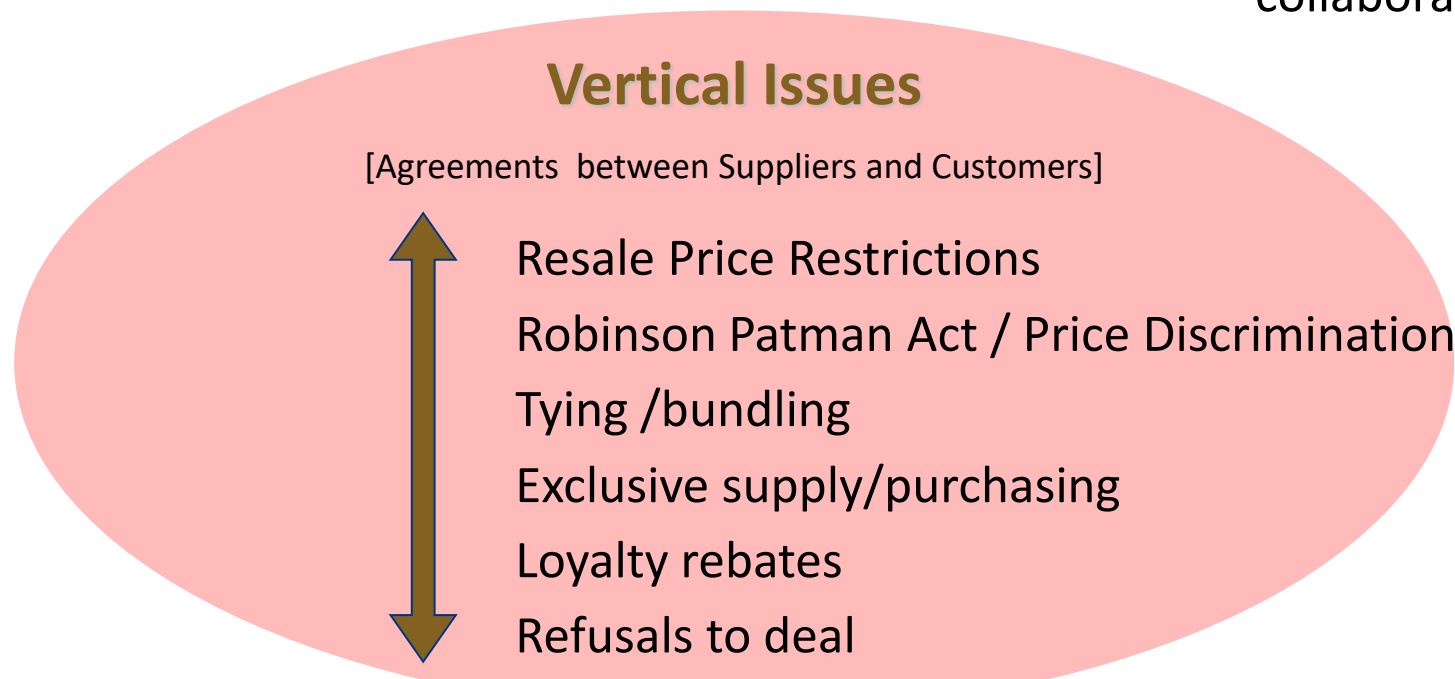 Vertical Issues
[Agreements between Suppliers and Customers]
Resale Price Restrictions
Robinson Patman Act / Price Discrimination
Tying /bundling
Exclusive supply/purchasing
Loyalty rebates
Refusals to deal